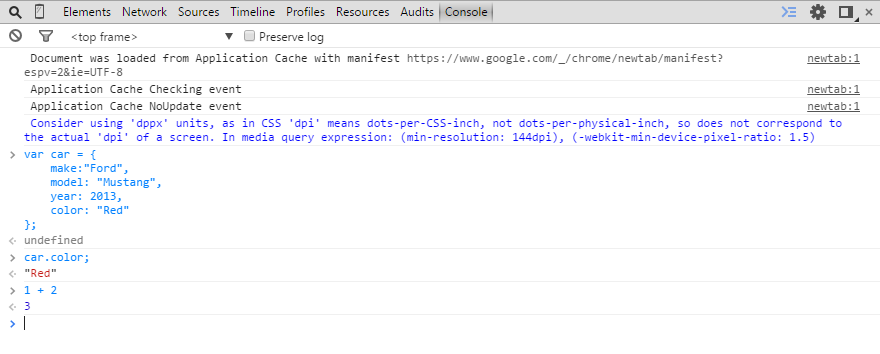 Elements Network Sources Timeline Profiles Resources Audits Console
<top frame> Preserve log
Document was loaded from Application Cache with manifest https://www.google.com/_/chrome/newtab/manifest? newtab:1
espv=2&ie=UTF-8
Application Cache Checking event newtab:1
Application Cache NoUpdate event newtab:1
Consider using 'dppx' units, as in CSS 'dpi' means dots-per-CSS-inch, not dots-per-physical-inch, so does not correspond to
the actual 'dpi' of a screen. In media query expression: (min-resolution: 144dpi), (-webkit-min-device-pixel-ratio: 1.5)
var car = {
make:"Ford",
model: "Mustang",
year: 2013,
color: "Red"
};
undefined
car.color;
"Red"
1 + 2
3